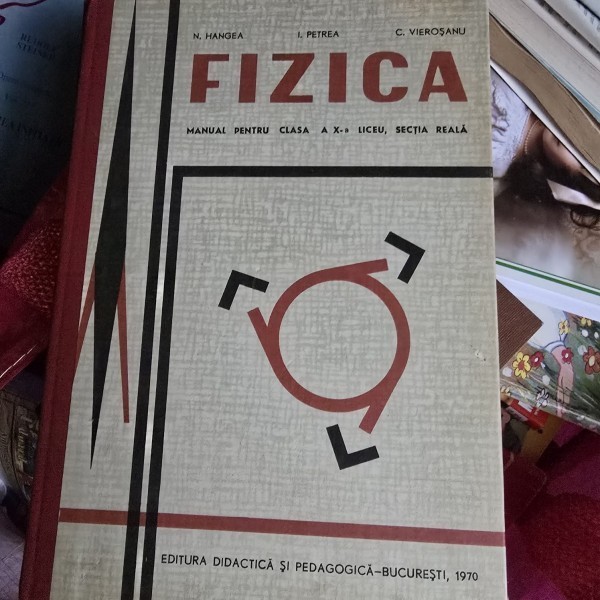 N. HANGEA I. PETREA C. VIEROȘANU
FIZICA
MANUAL PENTRU CLASA A X-a LICEU, SECȚIA REALĂ
EDITURA DIDACTICĂ ȘI PEDAGOGICĂ—BUCUREȘTI, 1970